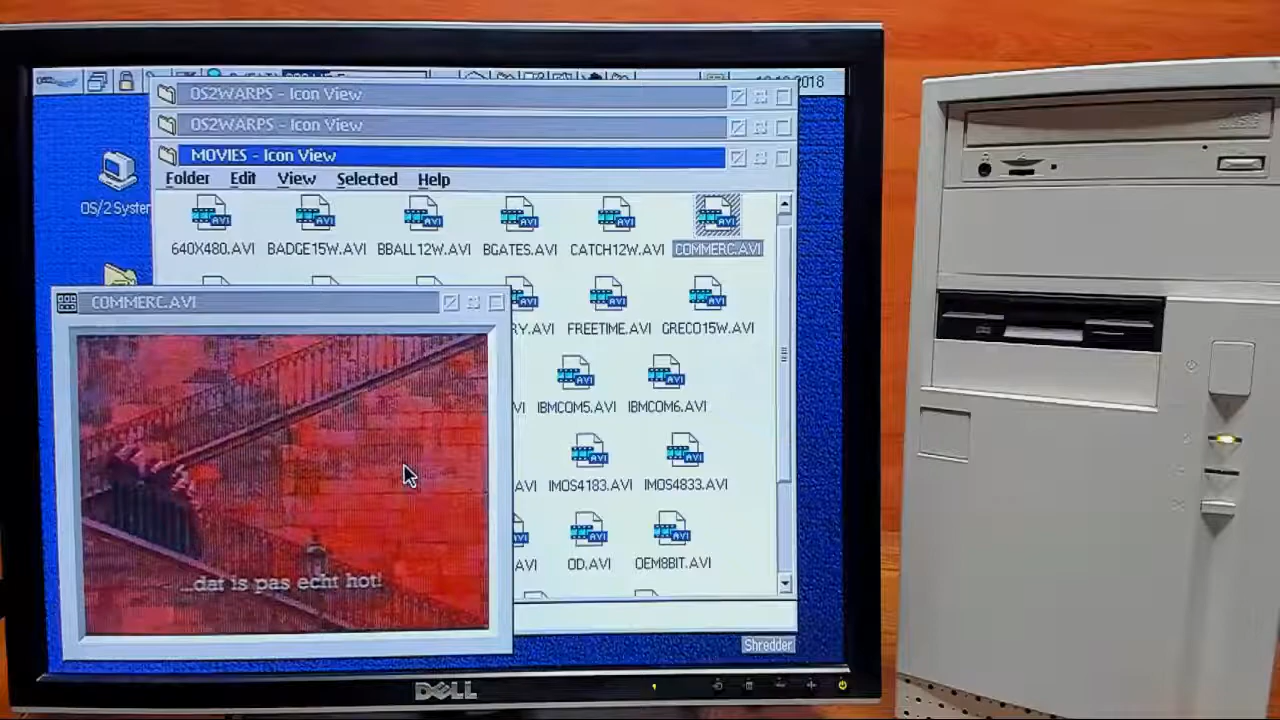 OS2WARPS - Icon View
OS2WARPS - Icon View
MOVIES - Icon View
Folder Edit View Selected Help
OS/2 System
640X480.AVI BADGE15W.AVI BBALL12W.AVI BGATES.AVI CATCH12W.AVI COMMERC.AVI
COMMERC.AVI
RY.AVI FREETIME.AVI GRECO15W.AVI
VI IBMCOM5.AVI IBMCOM6.AVI
AVI IMOS4183.AVI IMOS4833.AVI
AVI OD.AVI OEM8BIT.AVI
...dat is pas echt hot!
Shredder
DELL